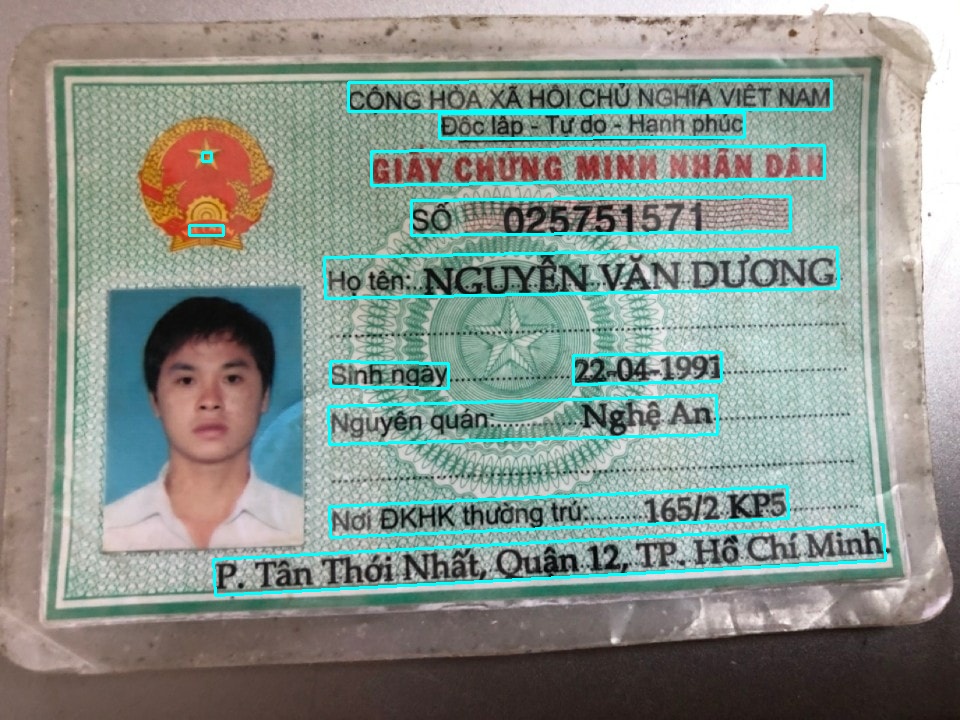 CỘNG HÒA XÃ HỘI CHỦ NGHĨA VIỆT NAM
Độc lập - Tự do - Hạnh phúc
GIẤY CHỨNG MINH NHÂN DÂN
SỐ 025751571
Họ tên: NGUYỄN VĂN DƯƠNG
Sinh ngày 22-04-1991
Nguyên quán: Nghệ An
Nơi ĐKHK thường trú: 165/2 KP5
P. Tân Thới Nhất, Quận 12, TP. Hồ Chí Minh.